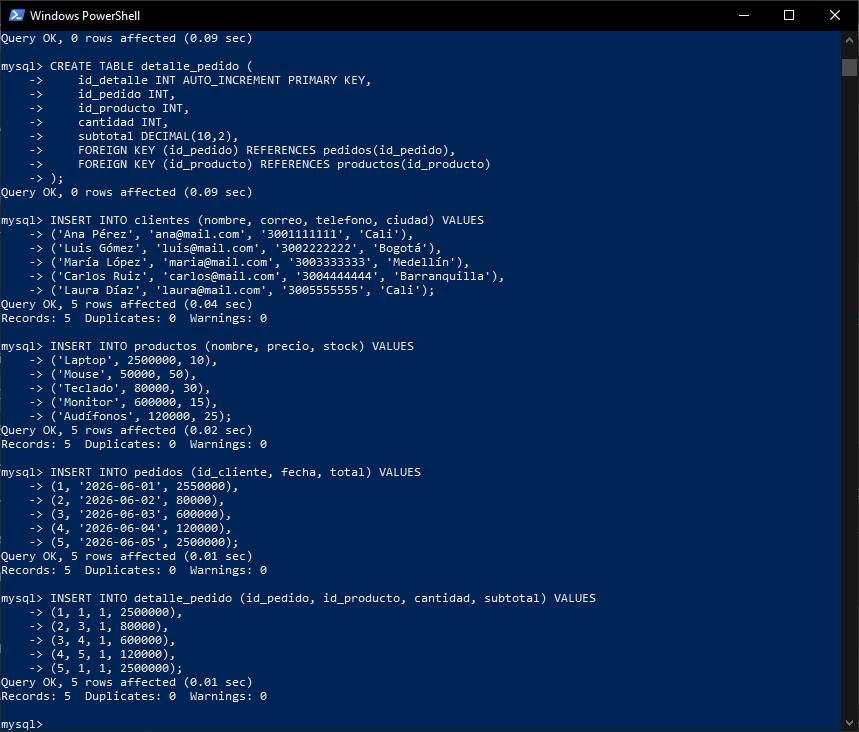 Windows PowerShell
Query OK, 0 rows affected (0.09 sec)
mysql> CREATE TABLE detalle_pedido (
    ->     id_detalle INT AUTO_INCREMENT PRIMARY KEY,
    ->     id_pedido INT,
    ->     id_producto INT,
    ->     cantidad INT,
    ->     subtotal DECIMAL(10,2),
    ->     FOREIGN KEY (id_pedido) REFERENCES pedidos(id_pedido),
    ->     FOREIGN KEY (id_producto) REFERENCES productos(id_producto)
    -> );
Query OK, 0 rows affected (0.09 sec)
mysql> INSERT INTO clientes (nombre, correo, telefono, ciudad) VALUES
    -> ('Ana Pérez', 'ana@mail.com', '3001111111', 'Cali'),
    -> ('Luis Gómez', 'luis@mail.com', '3002222222', 'Bogotá'),
    -> ('María López', 'maria@mail.com', '3003333333', 'Medellín'),
    -> ('Carlos Ruiz', 'carlos@mail.com', '3004444444', 'Barranquilla'),
    -> ('Laura Díaz', 'laura@mail.com', '3005555555', 'Cali');
Query OK, 5 rows affected (0.04 sec)
Records: 5  Duplicates: 0  Warnings: 0
mysql> INSERT INTO productos (nombre, precio, stock) VALUES
    -> ('Laptop', 2500000, 10),
    -> ('Mouse', 50000, 50),
    -> ('Teclado', 80000, 30),
    -> ('Monitor', 600000, 15),
    -> ('Audífonos', 120000, 25);
Query OK, 5 rows affected (0.02 sec)
Records: 5  Duplicates: 0  Warnings: 0
mysql> INSERT INTO pedidos (id_cliente, fecha, total) VALUES
    -> (1, '2026-06-01', 2550000),
    -> (2, '2026-06-02', 80000),
    -> (3, '2026-06-03', 600000),
    -> (4, '2026-06-04', 120000),
    -> (5, '2026-06-05', 2500000);
Query OK, 5 rows affected (0.01 sec)
Records: 5  Duplicates: 0  Warnings: 0
mysql> INSERT INTO detalle_pedido (id_pedido, id_producto, cantidad, subtotal) VALUES
    -> (1, 1, 1, 2500000),
    -> (2, 3, 1, 80000),
    -> (3, 4, 1, 600000),
    -> (4, 5, 1, 120000),
    -> (5, 1, 1, 2500000);
Query OK, 5 rows affected (0.01 sec)
Records: 5  Duplicates: 0  Warnings: 0
mysql>